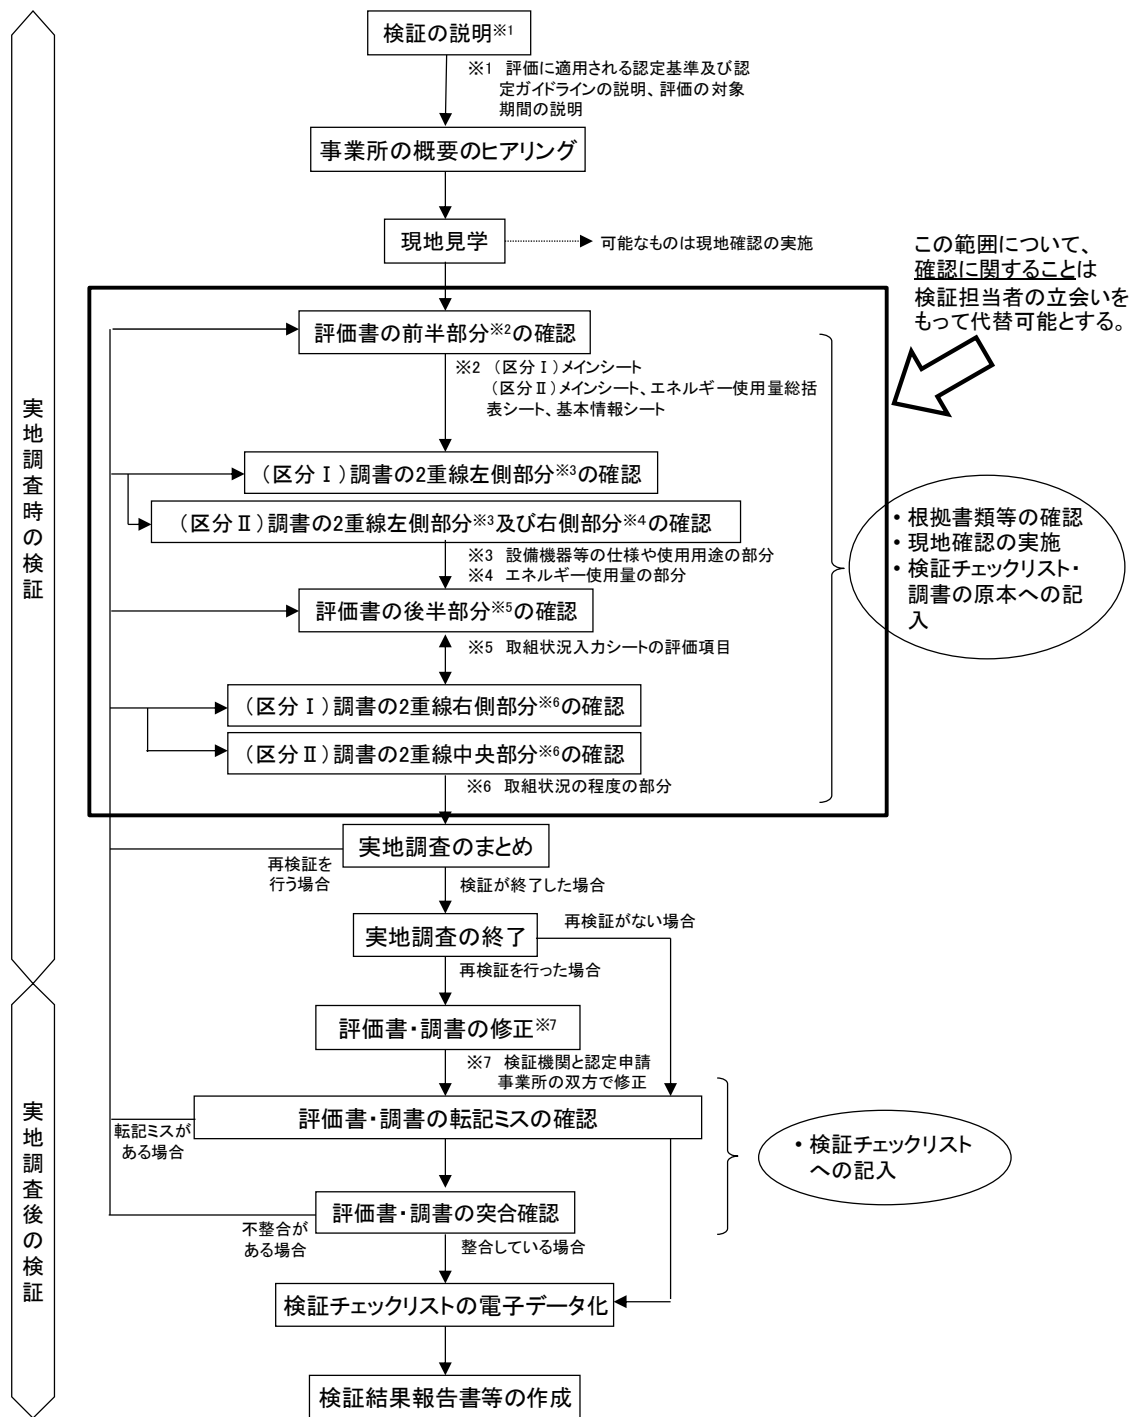 検証の説明※1
※1 評価に適用される認定基準及び認
定ガイドラインの説明、評価の対象
期間の説明
事業所の概要のヒアリング
現地見学
可能なものは現地確認の実施
この範囲について、
確認に関することは
検証担当者の立会いを
もって代替可能とする。
評価書の前半部分※2の確認
※2 （区分Ⅰ）メインシート
（区分Ⅱ）メインシート、エネルギー使用量総括
表シート、基本情報シート
（区分Ⅰ）調書の2重線左側部分※3の確認
（区分Ⅱ）調書の2重線左側部分※3及び右側部分※4の確認
※3 設備機器等の仕様や使用用途の部分
※4 エネルギー使用量の部分
評価書の後半部分※5の確認
※5 取組状況入力シートの評価項目
（区分Ⅰ）調書の2重線右側部分※6の確認
（区分Ⅱ）調書の2重線中央部分※6の確認
※6 取組状況の程度の部分
・根拠書類等の確認
・現地確認の実施
・検証チェックリスト・
調書の原本への記
入
実地調査時の検証
実地調査のまとめ
再検証を
行う場合
検証が終了した場合
実地調査の終了
再検証がない場合
再検証を行った場合
評価書・調書の修正※7
※7 検証機関と認定申請
事業所の双方で修正
評価書・調書の転記ミスの確認
転記ミスが
ある場合
・検証チェックリスト
への記入
評価書・調書の突合確認
不整合が
ある場合
整合している場合
実地調査後の検証
検証チェックリストの電子データ化
検証結果報告書等の作成